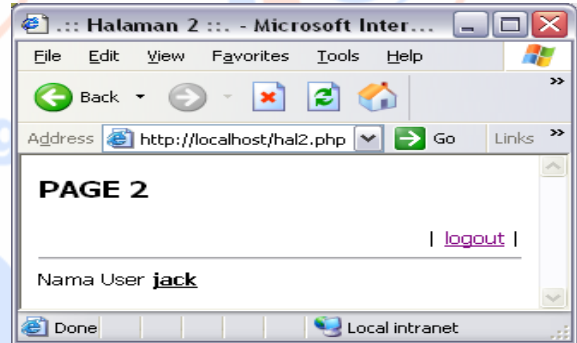 .:: Halaman 2 ::. - Microsoft Inter...
File Edit View Favorites Tools Help
Back
Address http://localhost/hal2.php Go Links
PAGE 2
| logout |
Nama User jack
Done Local intranet